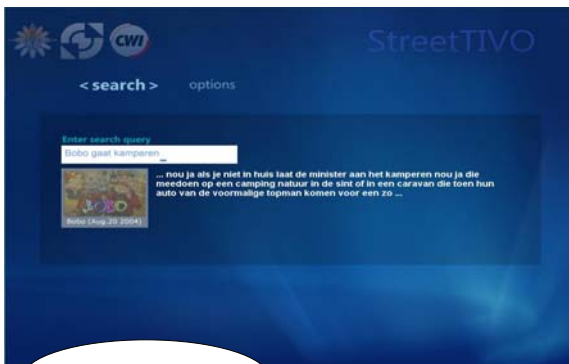 CWI
StreetTIVO
< search > options
Enter search query
Bobo gaat kamperen_
... nou ja als je niet in huis laat de minister aan het kamperen nou ja die
meedoen op een camping natuur in de sint of in een caravan die toen hun
auto van de voormalige topman komen voor een zo ...
BOBO
Bobo (Aug.20 2004)